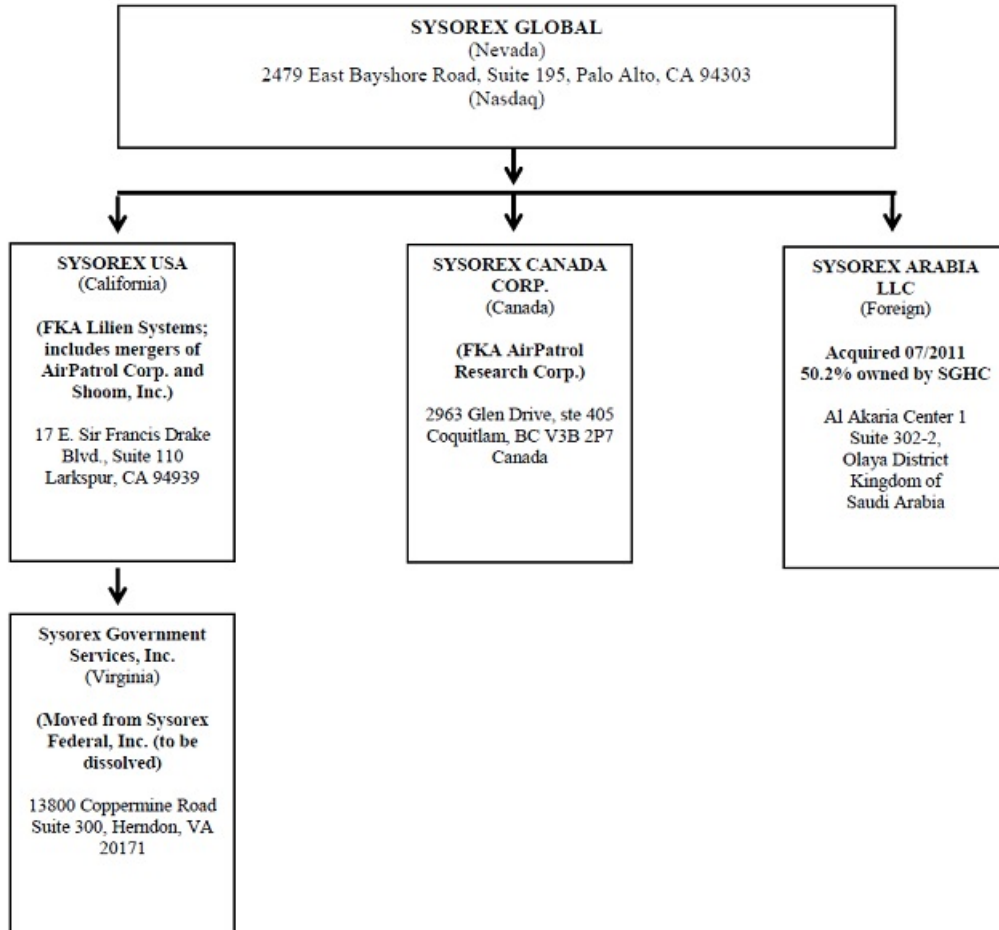 SYSOREX GLOBAL
(Nevada)
2479 East Bayshore Road, Suite 195, Palo Alto, CA 94303
(Nasdaq)
SYSOREX USA
(California)
(FKA Lilien Systems;
includes mergers of
AirPatrol Corp. and
Shoom, Inc.)
17 E. Sir Francis Drake
Blvd., Suite 110
Larkspur, CA 94939
SYSOREX CANADA
CORP.
(Canada)
(FKA AirPatrol
Research Corp.)
2963 Glen Drive, ste 405
Coquitlam, BC V3B 2P7
Canada
SYSOREX ARABIA
LLC
(Foreign)
Acquired 07/2011
50.2% owned by SGHC
Al Akaria Center 1
Suite 302-2,
Olaya District
Kingdom of
Saudi Arabia
Sysorex Government
Services, Inc.
(Virginia)
(Moved from Sysorex
Federal, Inc. (to be
dissolved)
13800 Coppermine Road
Suite 300, Herndon, VA
20171